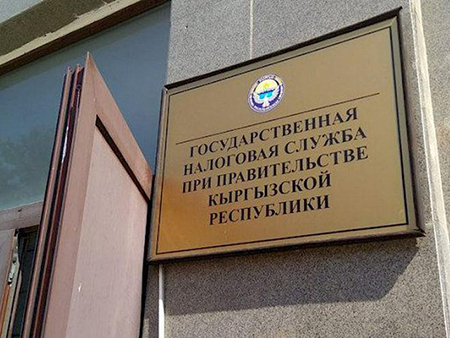 ГОСУДАРСТВЕННАЯ
НАЛОГОВАЯ СЛУЖБА
ПРИ ПРАВИТЕЛЬСТВЕ
КЫРГЫЗСКОЙ
РЕСПУБЛИКИ